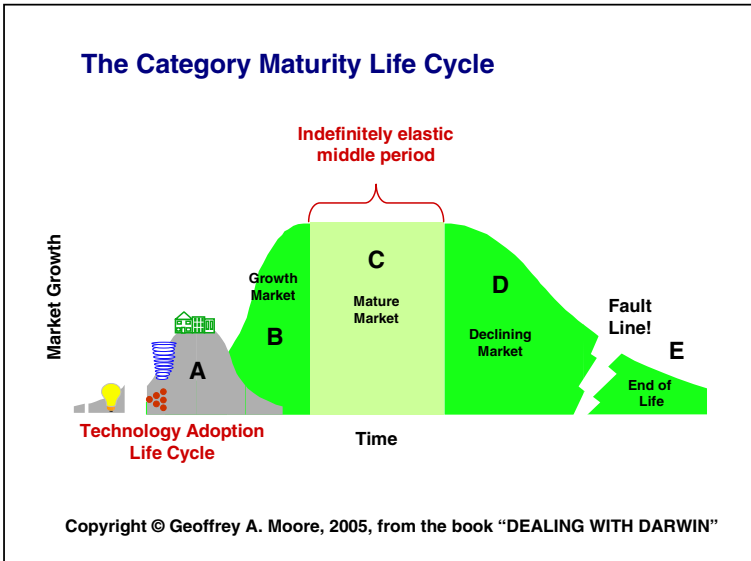 The Category Maturity Life Cycle
Indefinitely elastic
middle period
Market Growth
Growth
Market
A
B
C
Mature
Market
D
Declining
Market
Fault
Line!
E
End of
Life
Technology Adoption
Life Cycle
Time
Copyright © Geoffrey A. Moore, 2005, from the book “DEALING WITH DARWIN”